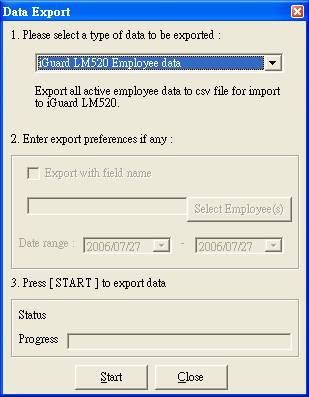 Data Export
1. Please select a type of data to be exported :
iGuard LM520 Employee data
Export all active employee data to csv file for import
to iGuard LM520.
2. Enter export preferences if any :
Export with field name
Select Employee(s)
Date range : 2006/07/27 - 2006/07/27
3. Press [ START ] to export data
Status
Progress
Start Close